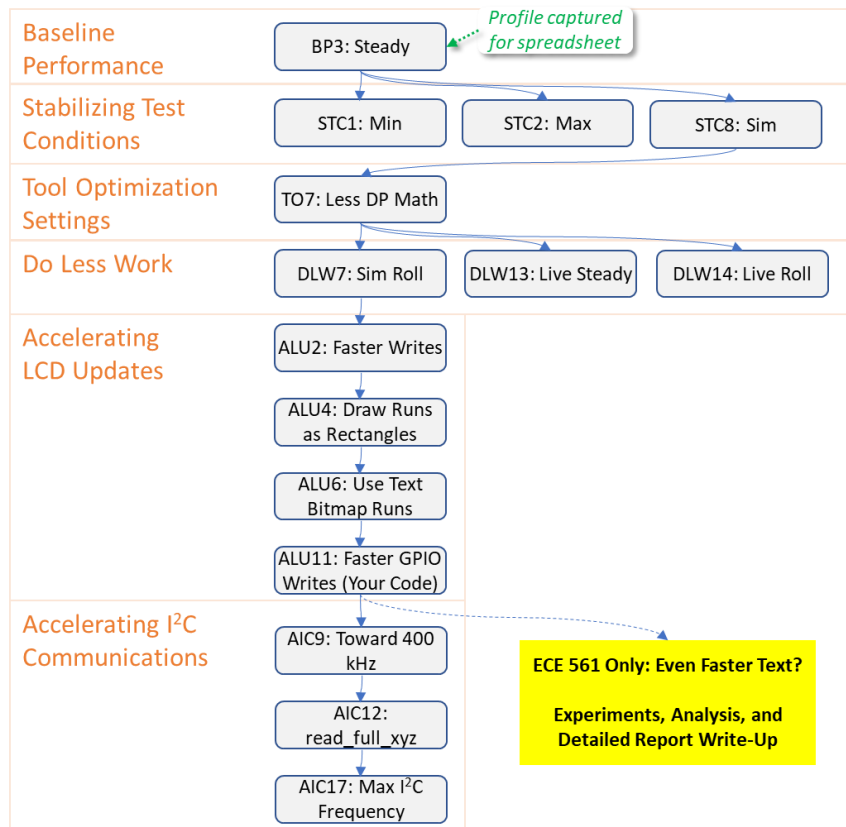 Baseline
Performance
BP3: Steady
Profile captured
for spreadsheet
Stabilizing Test
Conditions
STC1: Min
STC2: Max
STC8: Sim
Tool Optimization
Settings
TO7: Less DP Math
Do Less Work
DLW7: Sim Roll
DLW13: Live Steady
DLW14: Live Roll
Accelerating
LCD Updates
ALU2: Faster Writes
ALU4: Draw Runs
as Rectangles
ALU6: Use Text
Bitmap Runs
ALU11: Faster GPIO
Writes (Your Code)
Accelerating I²C
Communications
AIC9: Toward 400
kHz
AIC12:
read_full_xyz
AIC17: Max I²C
Frequency
ECE 561 Only: Even Faster Text?
Experiments, Analysis, and
Detailed Report Write-Up